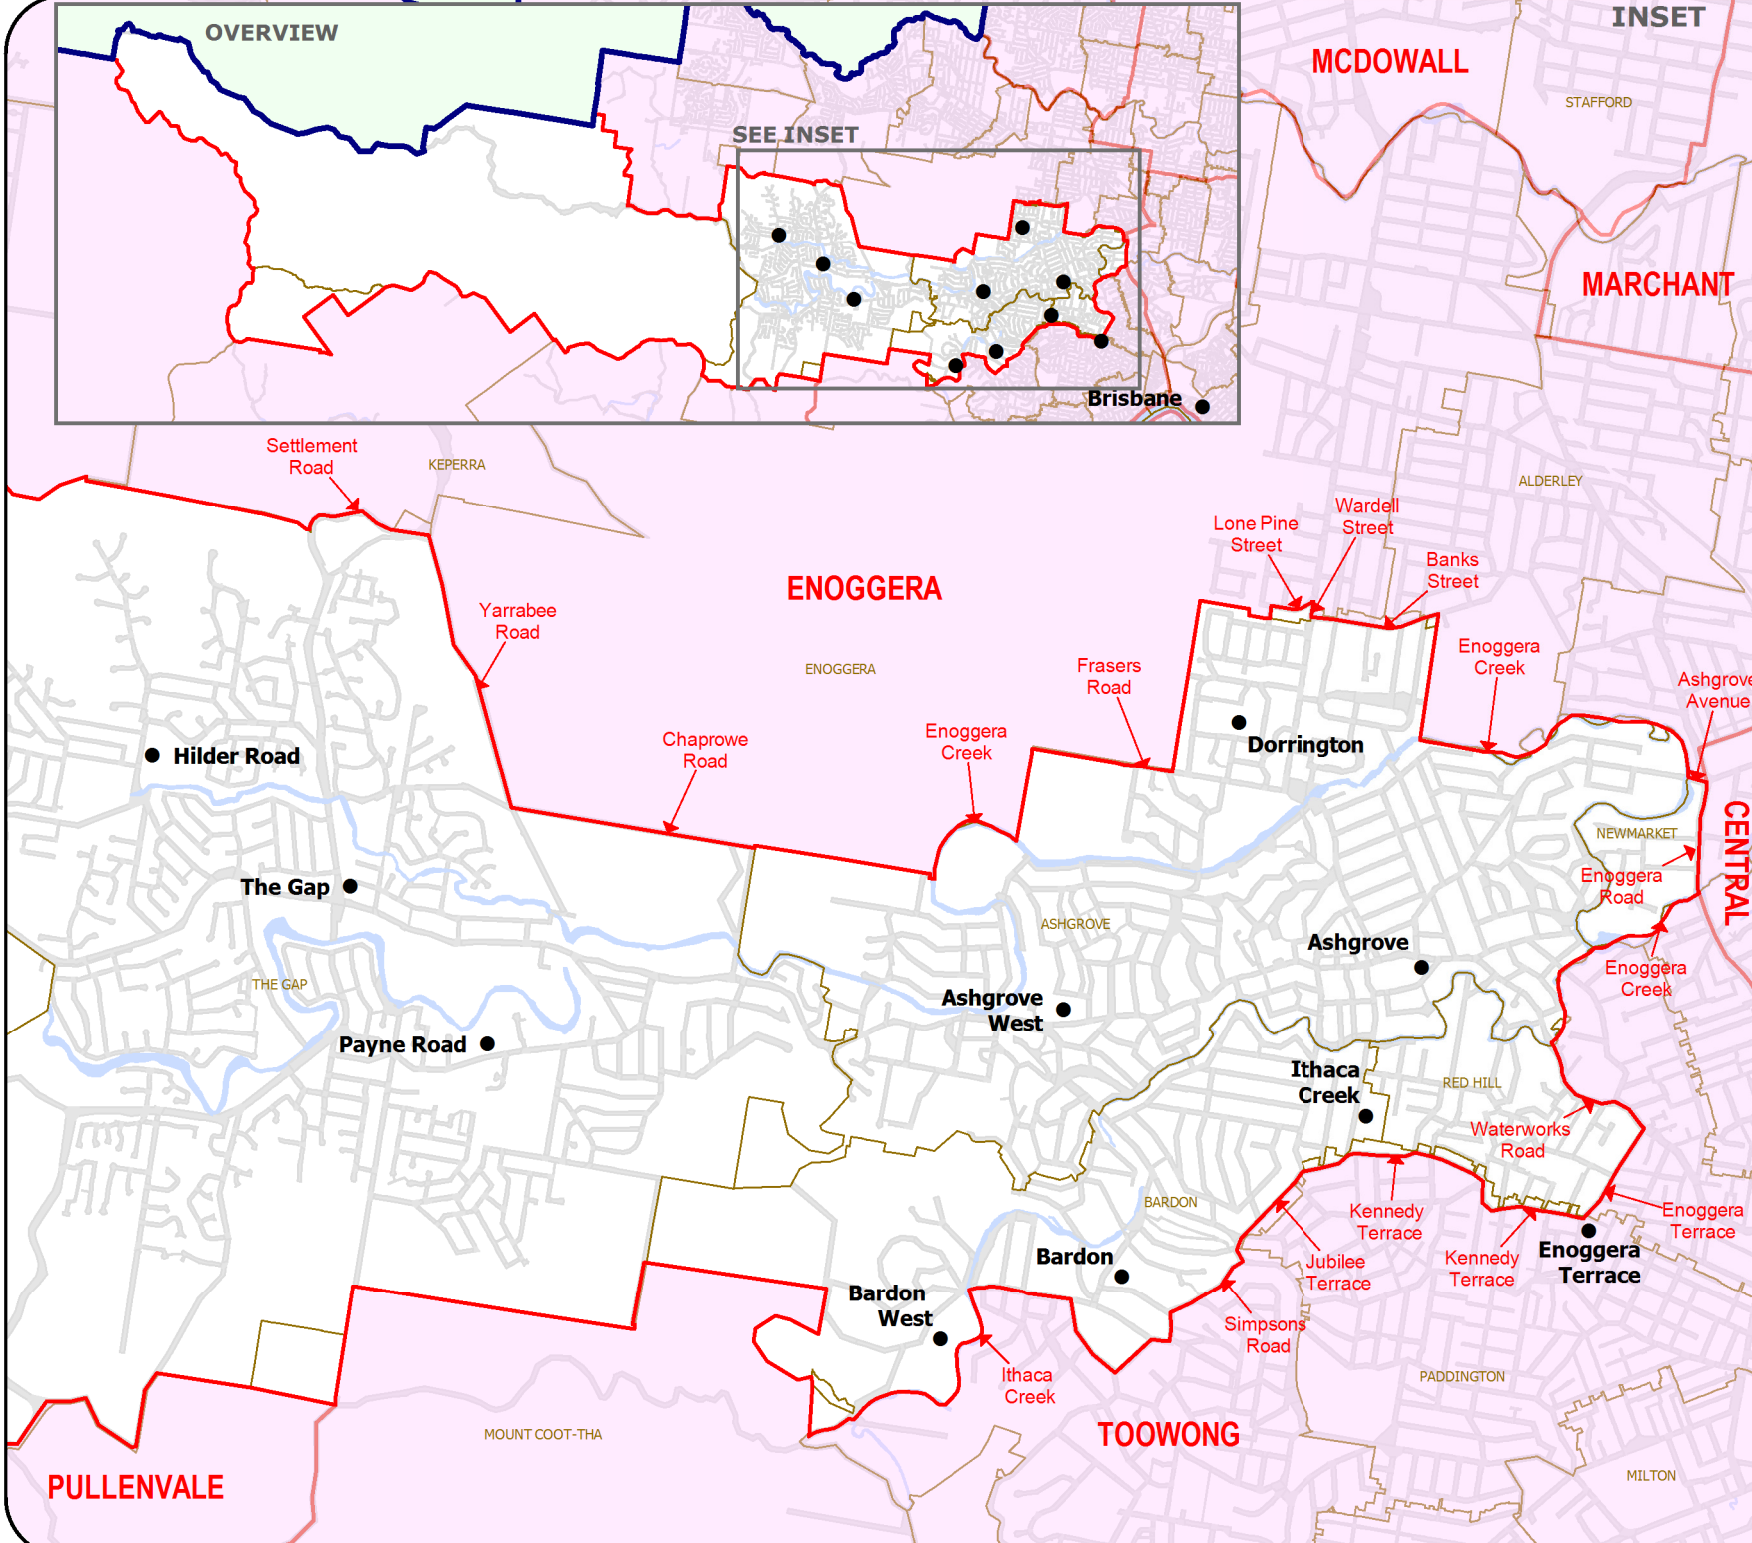 OVERVIEW
INSET
MCDOWALL
STAFFORD
SEE INSET
MARCHANT
Brisbane
Settlement
Road
KEPERRA
ALDERLEY
Wardell
Street
Lone Pine
Street
Banks
Street
ENOGGERA
Yarrabee
Road
Enoggera
Creek
ENOGGERA
Frasers
Road
Ashgrove
Avenue
Dorrington
Enoggera
Creek
Chaprowe
Road
Hilder Road
CENTRAL
NEWMARKET
Enoggera
Road
The Gap
ASHGROVE
Ashgrove
Enoggera
Creek
THE GAP
Ashgrove
West
Payne Road
Ithaca
Creek
RED HILL
Waterworks
Road
BARDON
Kennedy
Terrace
Enoggera
Terrace
Bardon
Jubilee
Terrace
Kennedy
Terrace
Enoggera
Terrace
Bardon
West
Simpsons
Road
Ithaca
Creek
PADDINGTON
MOUNT COOT-THA
TOOWONG
PULLENVALE
MILTON